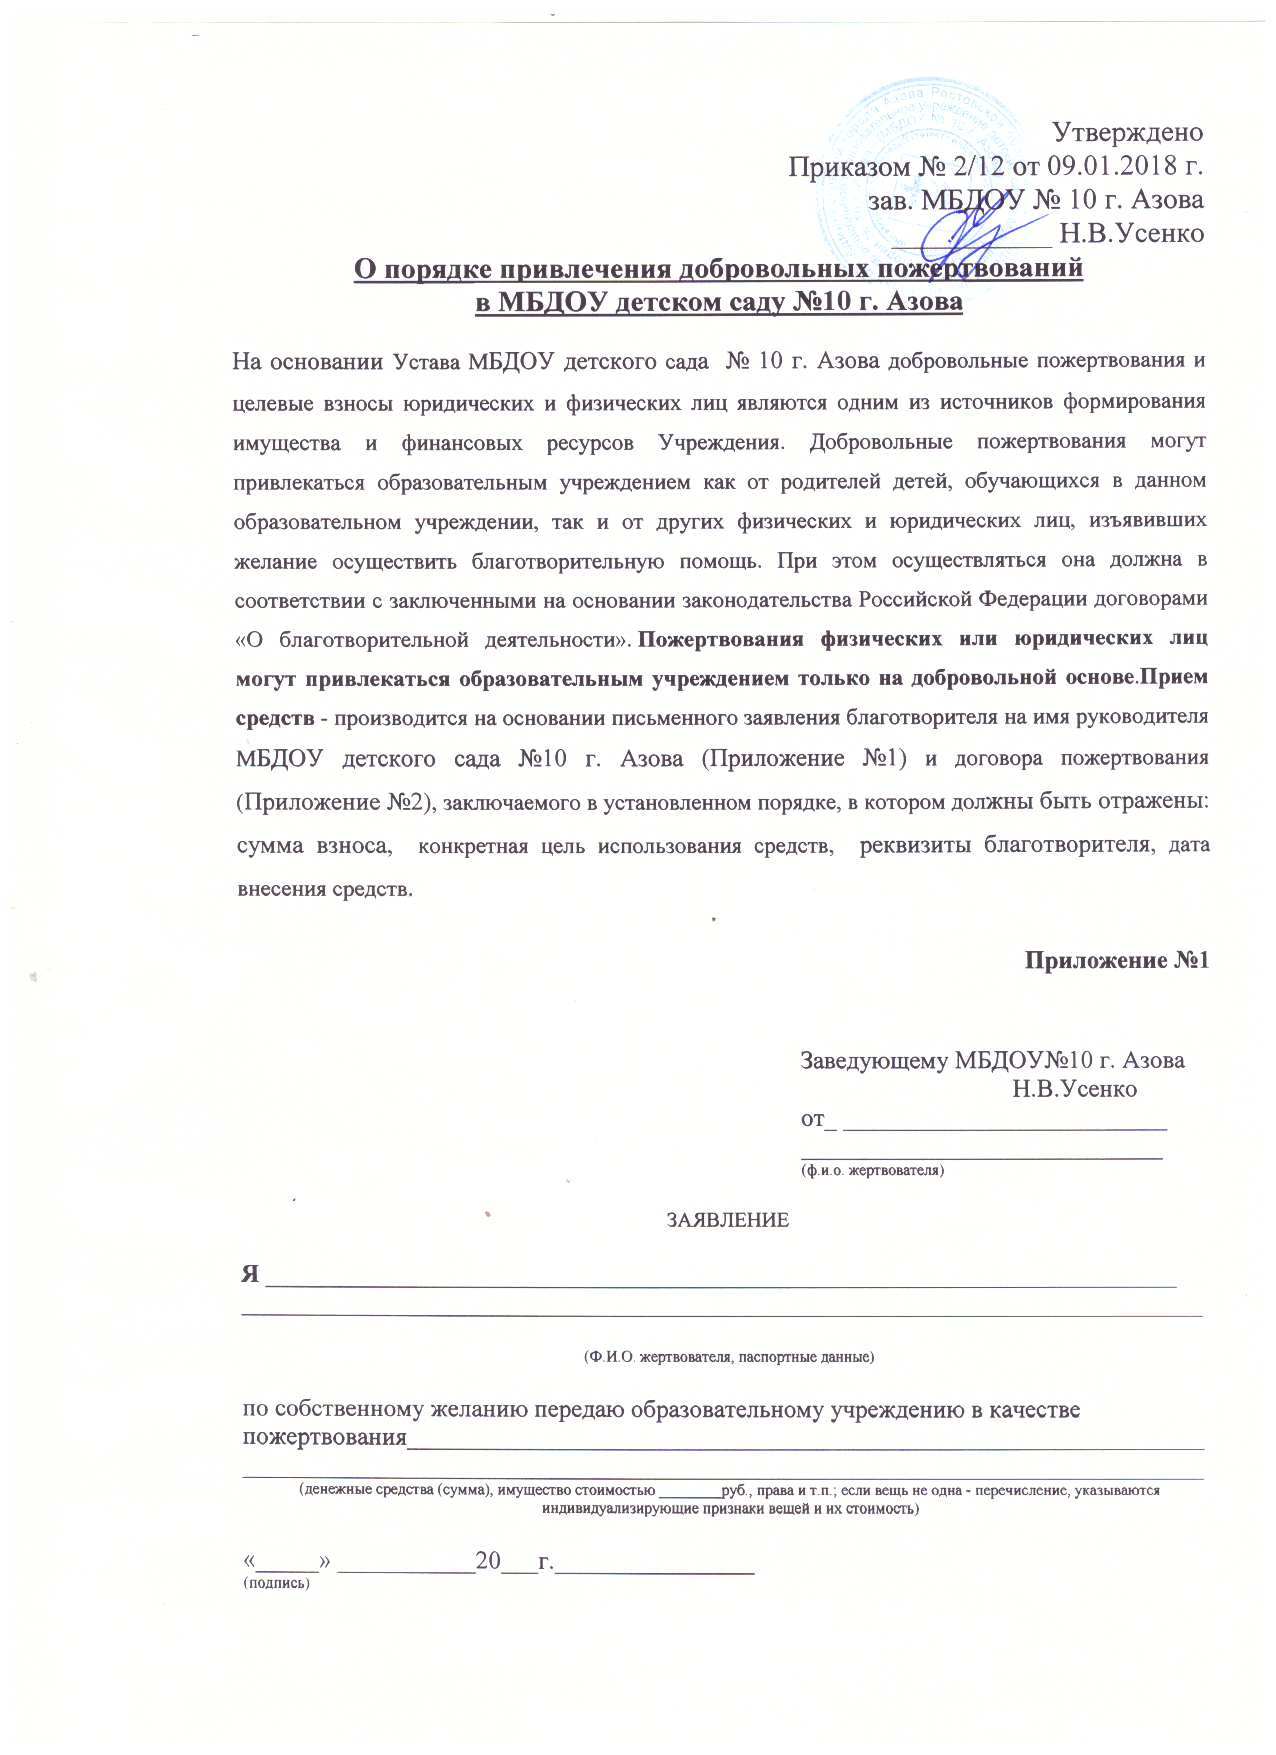 Утверждено
Приказом № 2/12 от 09.01.2018 г.
зав. МБДОУ № 10 г. Азова
____________ Н.В.Усенко
О порядке привлечения добровольных пожертвований
в МБДОУ детском саду №10 г. Азова
На основании Устава МБДОУ детского сада № 10 г. Азова добровольные пожертвования и
целевые взносы юридических и физических лиц являются одним из источников формирования
имущества и финансовых ресурсов Учреждения. Добровольные пожертвования могут
привлекаться образовательным учреждением как от родителей детей, обучающихся в данном
образовательном учреждении, так и от других физических и юридических лиц, изъявивших
желание осуществить благотворительную помощь. При этом осуществляться она должна в
соответствии с заключенными на основании законодательства Российской Федерации договорами
«О благотворительной деятельности». Пожертвования физических или юридических лиц
могут привлекаться образовательным учреждением только на добровольной основе.Прием
средств - производится на основании письменного заявления благотворителя на имя руководителя
МБДОУ детского сада №10 г. Азова (Приложение №1) и договора пожертвования
(Приложение №2), заключаемого в установленном порядке, в котором должны быть отражены:
сумма взноса, конкретная цель использования средств, реквизиты благотворителя, дата
внесения средств.
Приложение №1
Заведующему МБДОУ№10 г. Азова
Н.В.Усенко
от_ __________________________
_____________________________
(ф.и.о. жертвователя)
ЗАЯВЛЕНИЕ
Я ______________________________________________________________
__________________________________________________________________
(Ф.И.О. жертвователя, паспортные данные)
по собственному желанию передаю образовательному учреждению в качестве
пожертвования______________________________________________________
__________________________________________________________________
(денежные средства (сумма), имущество стоимостью ________руб., права и т.п.; если вещь не одна - перечисление, указываются
индивидуализирующие признаки вещей и их стоимость)
«_____» ___________20___г.________________
(подпись)